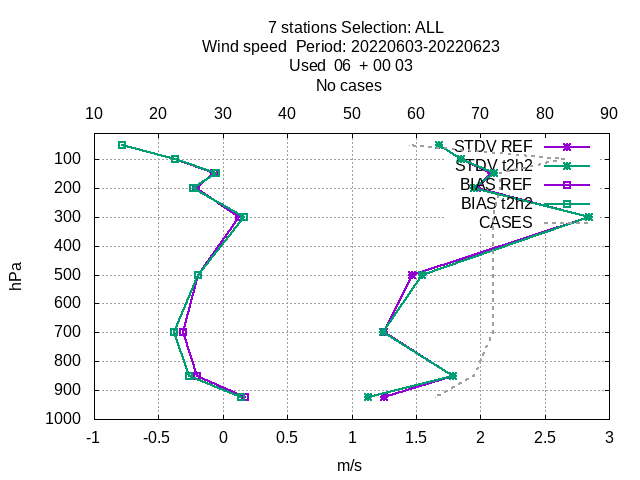 7 stations Selection: ALL
Wind speed  Period: 20220603-20220623
Used  06  + 00 03
No cases
10 20 30 40 50 60 70 80 90
STDV REF
STDV t2h2
BIAS REF
BIAS t2h2
CASES
100
200
300
400
500
600
700
800
900
1000
hPa
-1 -0.5 0 0.5 1 1.5 2 2.5 3
m/s